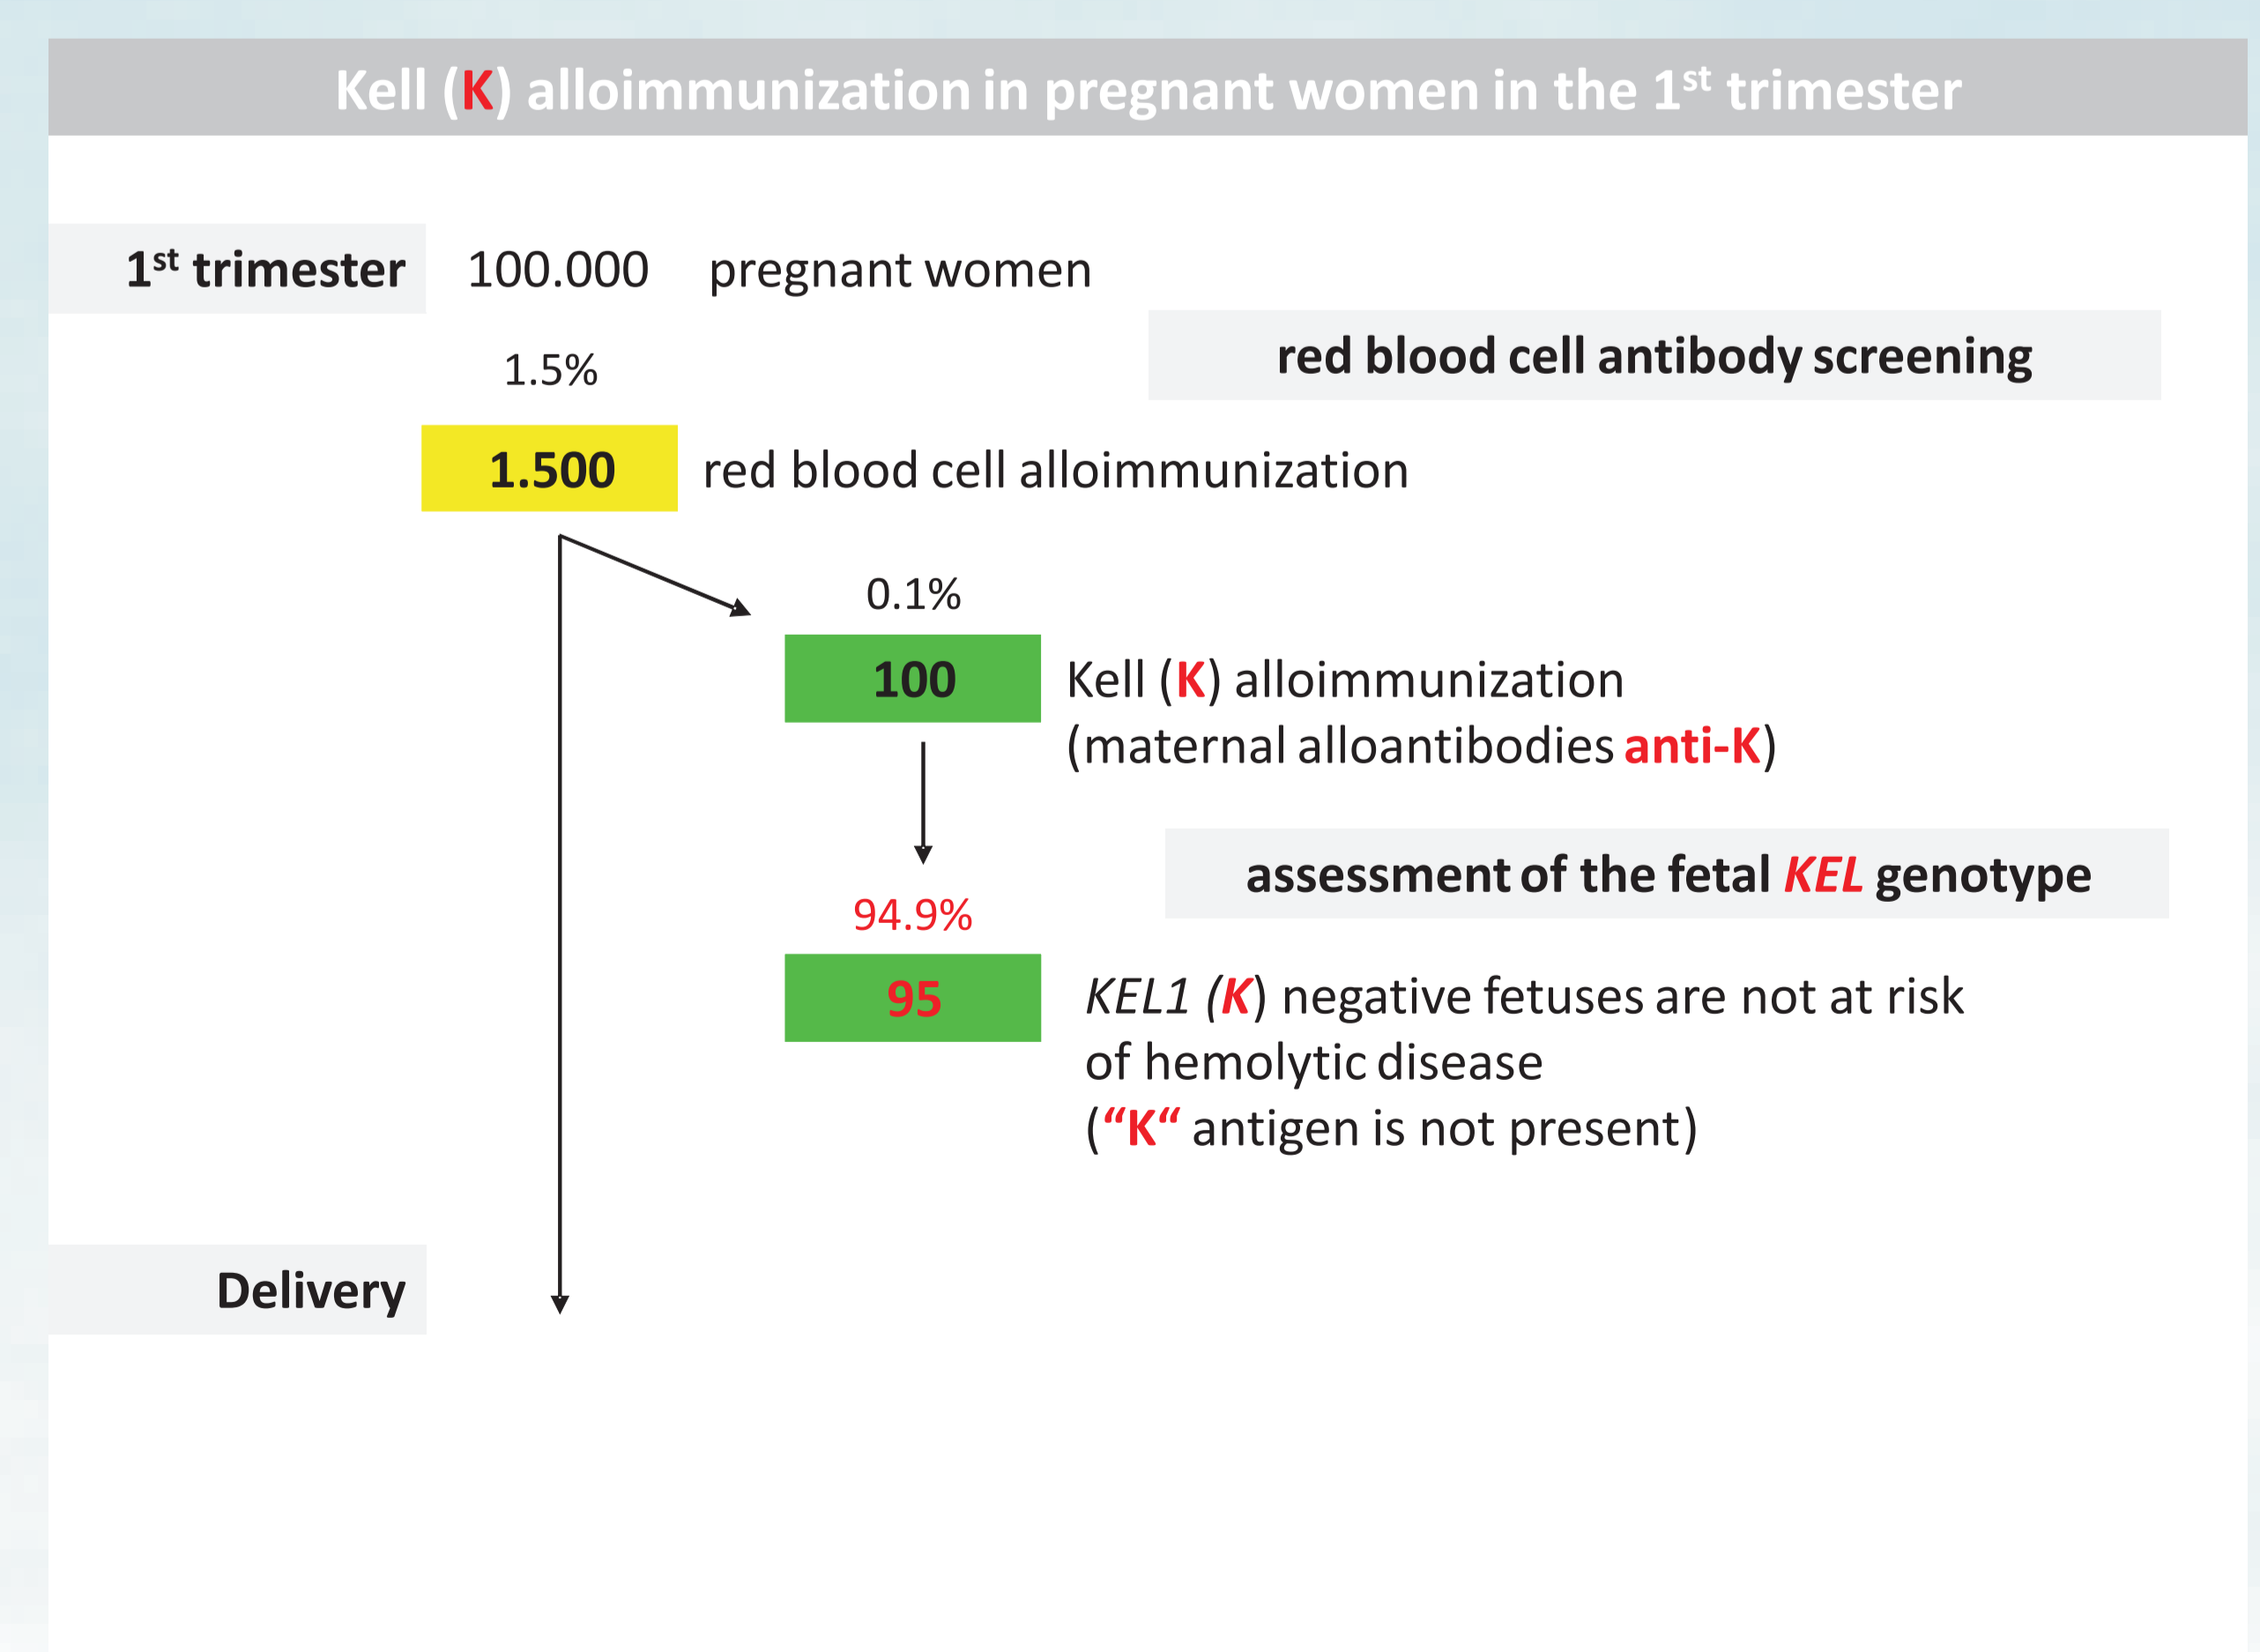 Kell (K) alloimmunization in pregnant women in the 1st trimester
1st trimester 100.000 pregnant women
red blood cell antibody screening
1.5%
1.500 red blood cell alloimmunization
0.1%
100 Kell (K) alloimmunization
(maternal alloantibodies anti-K)
assessment of the fetal KEL genotype
94.9%
95 KEL1 (K) negative fetuses are not at risk
of hemolytic disease
(“K“ antigen is not present)
Delivery